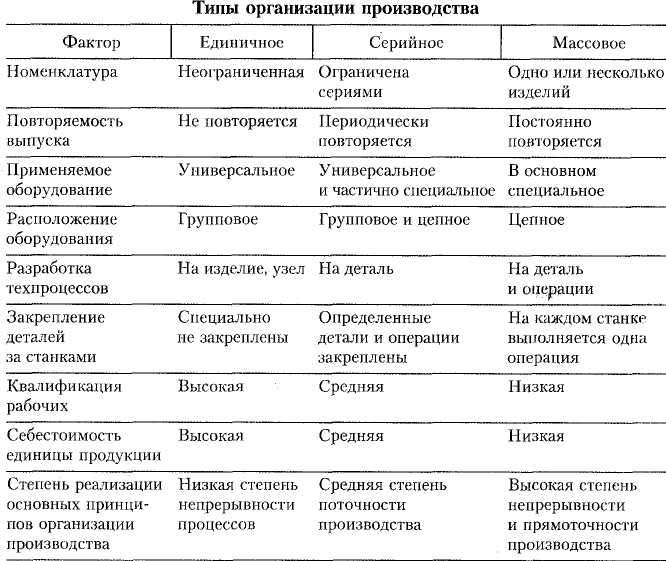 Типы организации производства
Фактор Единичное Серийное Массовое
Номенклатура Неограниченная Ограничена Одно или несколько
сериями изделий
Повторяемость Не повторяется Периодически Постоянно
выпуска повторяется повторяется
Применяемое Универсальное Универсальное В основном
оборудование и частично специальное специальное
Расположение Групповое Групповое и цепное Цепное
оборудования
Разработка На изделие, узел На деталь На деталь
техпроцессов и операции
Закрепление Специально Определенные На каждом станке
деталей не закреплены детали и операции выполняется одна
за станками закреплены операция
Квалификация Высокая Средняя Низкая
рабочих
Себестоимость Высокая Средняя Низкая
единицы продукции
Степень реализации Низкая степень Средняя степень Высокая степень
основных принци- непрерывности поточности непрерывности
пов организации процессов производства и прямоточности
производства производства